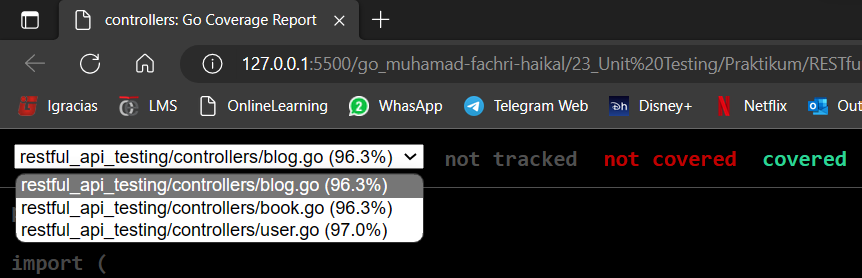 controllers: Go Coverage Report
127.0.0.1:5500/go_muhamad-fachri-haikal/23_Unit%20Testing/Praktikum/RESTfu
Igracias LMS OnlineLearning WhasApp Telegram Web Disney+ Netflix Out
restful_api_testing/controllers/blog.go (96.3%) not tracked not covered covered
restful_api_testing/controllers/blog.go (96.3%)
restful_api_testing/controllers/book.go (96.3%)
restful_api_testing/controllers/user.go (97.0%)
import (